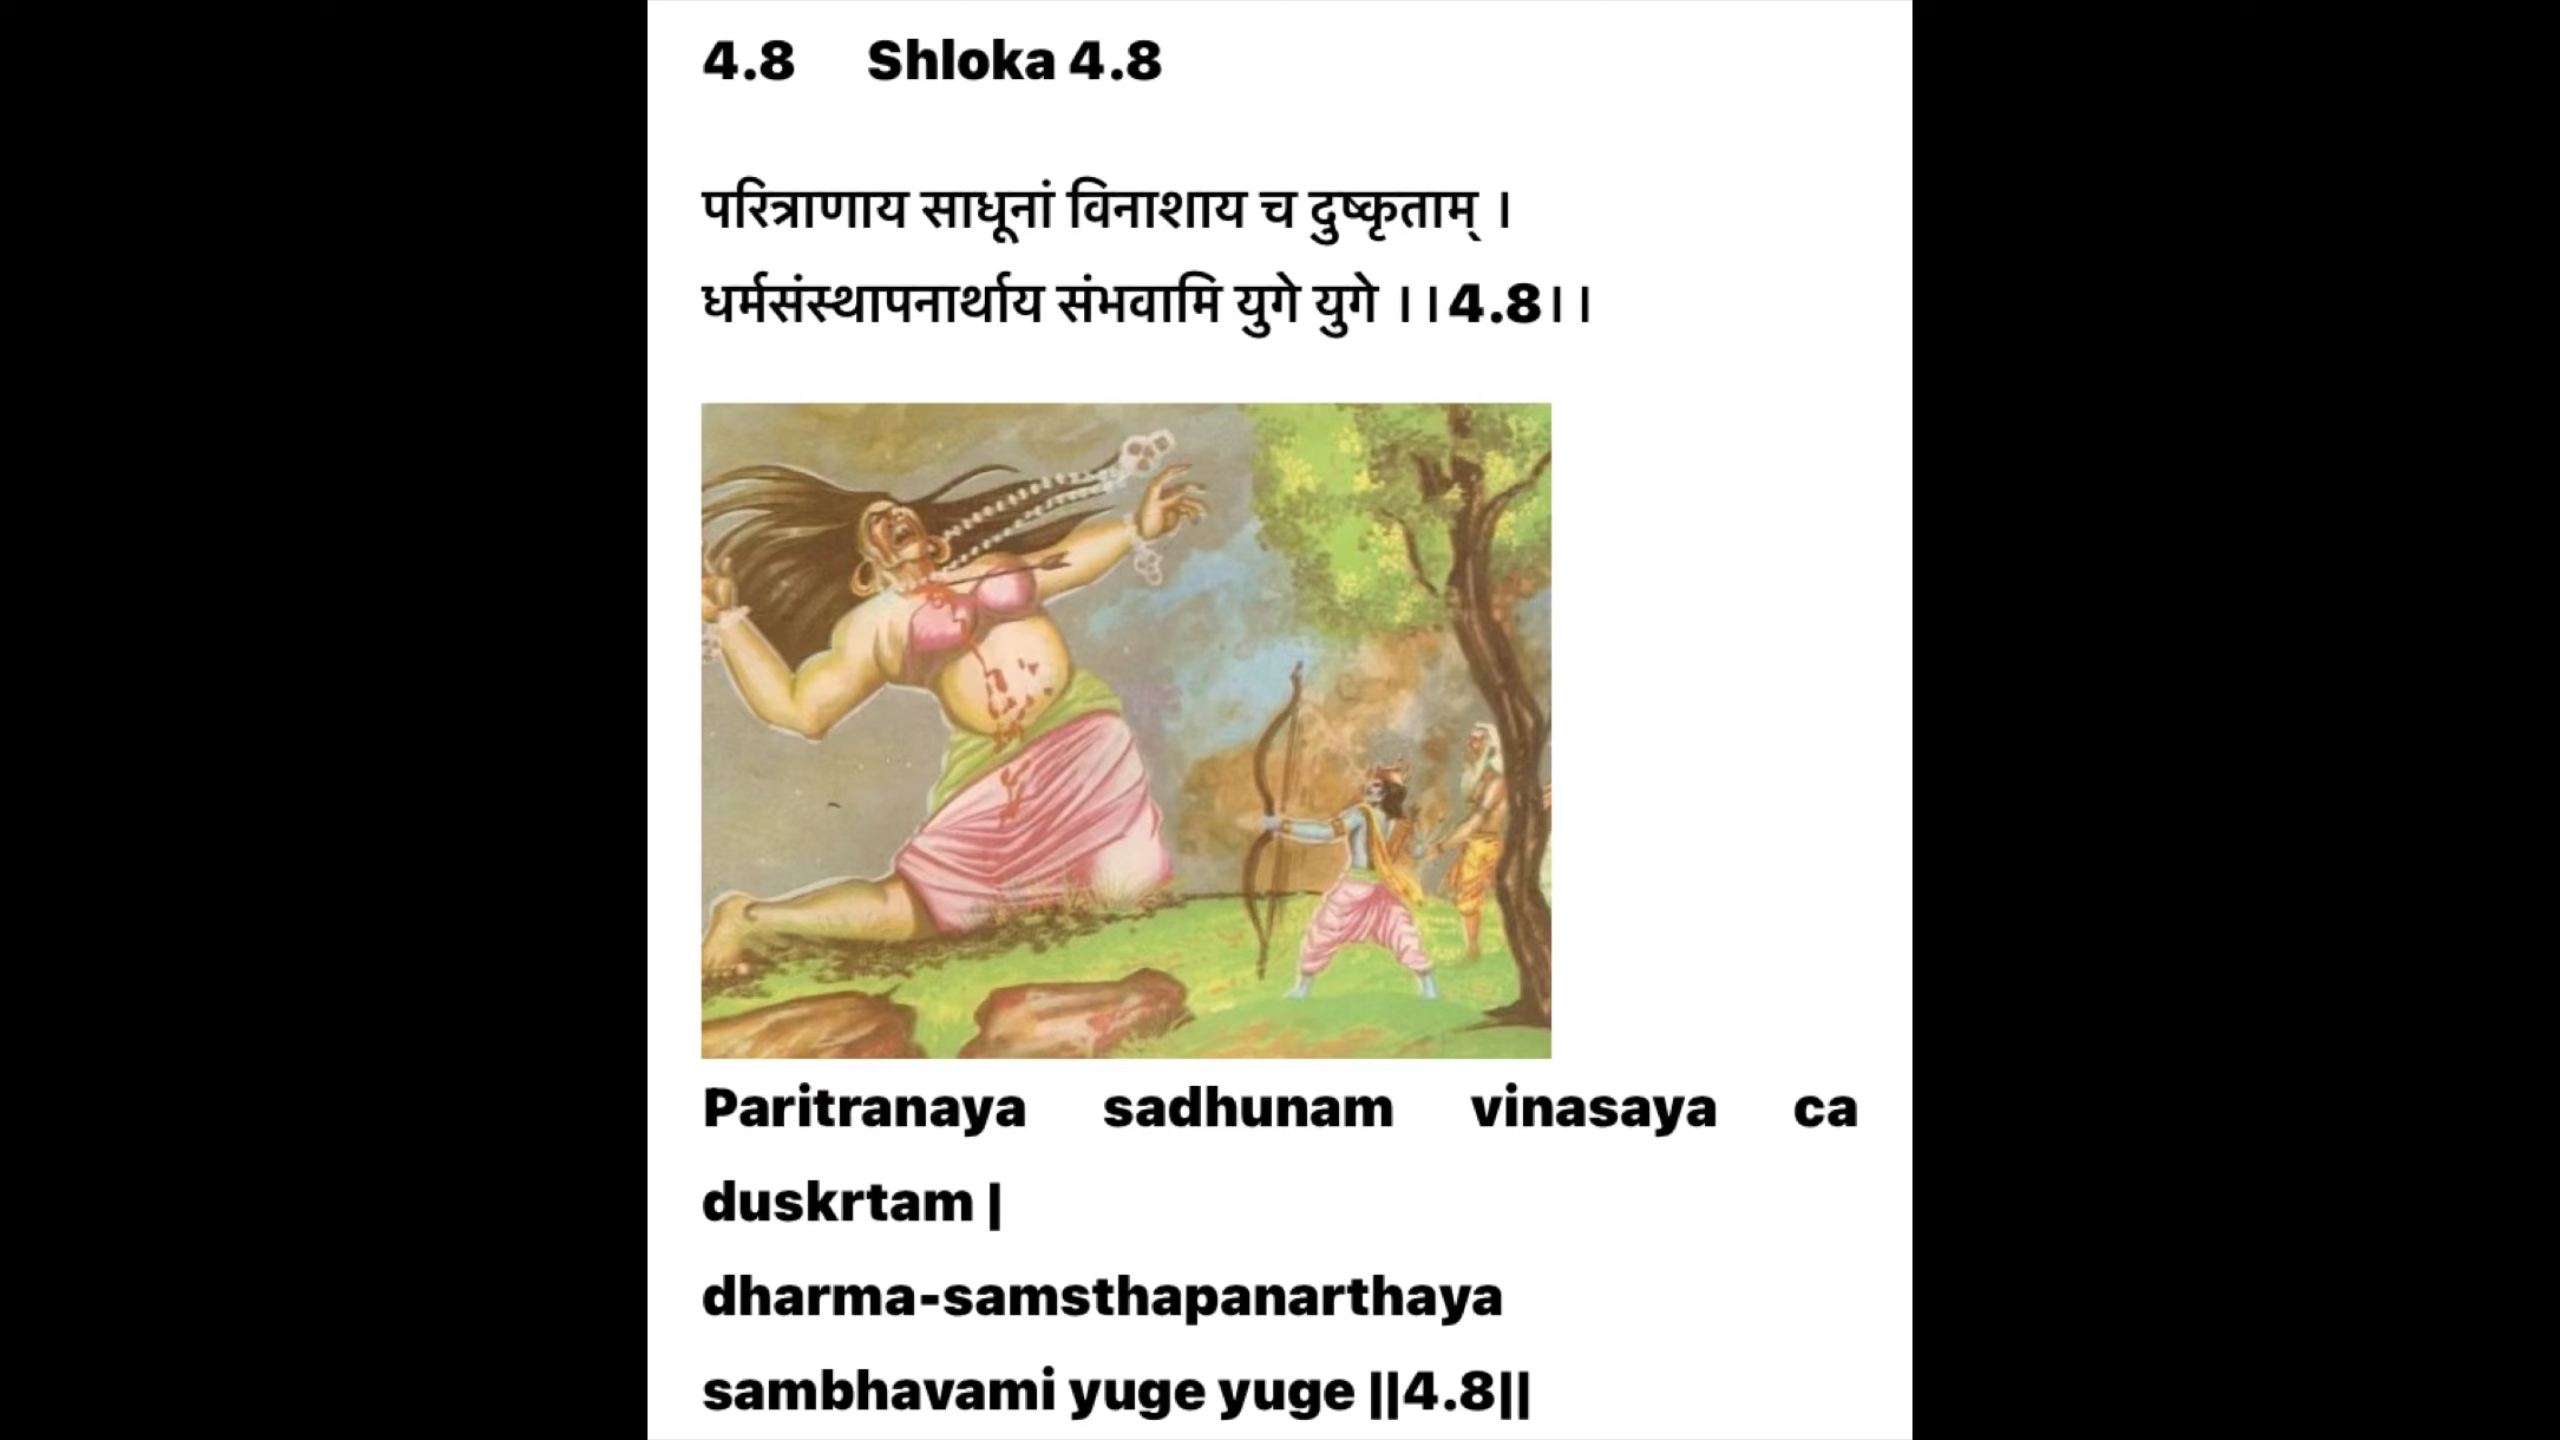 4.8 Shloka 4.8
परित्राणाय साधूनां विनाशाय च दुष्कृताम् ।
धर्मसंस्थापनार्थाय संभवामि युगे युगे ।।4.8।।
Paritranaya sadhunam vinasaya ca
duskrtam |
dharma-samsthapanarthaya
sambhavami yuge yuge ||4.8||